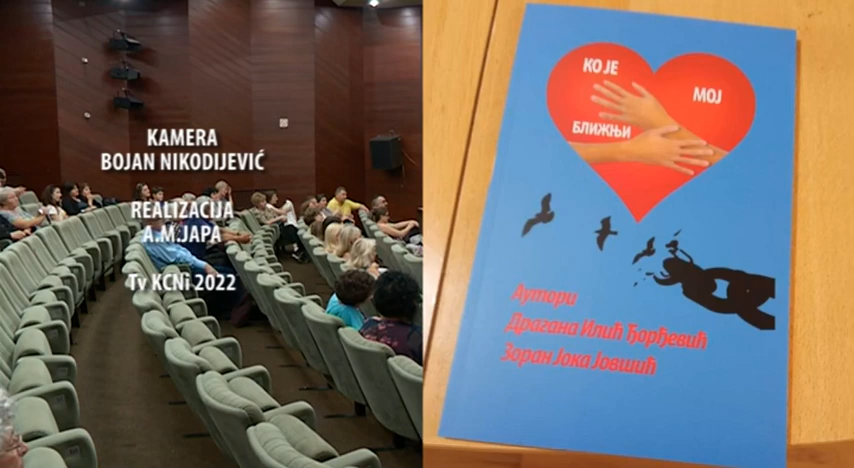 KAMERA
BOJAN NIKODIJEVIĆ
REALIZACIJA
A.M.JAPA
Tv KCNi 2022
КО ЈЕ
МОЈ
БЛИЖЊИ
Аутори
Драгана Илић Ђорђевић
Зоран Јока Јовшић